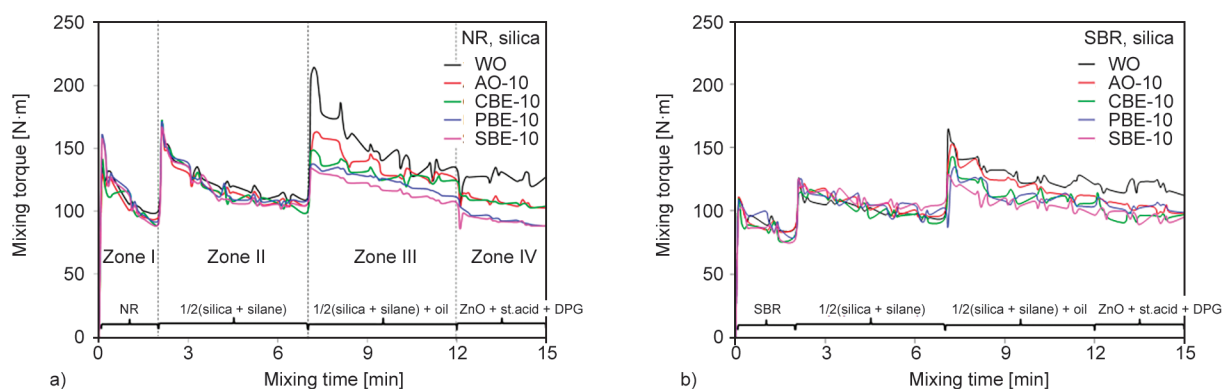 250
200
150
100
50
0
Mixing torque [N·m]
NR, silica
WO
AO-10
CBE-10
PBE-10
SBE-10
Zone I
Zone II
Zone III
Zone IV
NR
1/2(silica + silane)
1/2(silica + silane) + oil
ZnO + st.acid + DPG
0
3
6
9
12
15
a)
Mixing time [min]
250
200
150
100
50
0
Mixing torque [N·m]
SBR, silica
WO
AO-10
CBE-10
PBE-10
SBE-10
SBR
1/2(silica + silane)
1/2(silica + silane) + oil
ZnO + st.acid + DPG
0
3
6
9
12
15
b)
Mixing time [min]